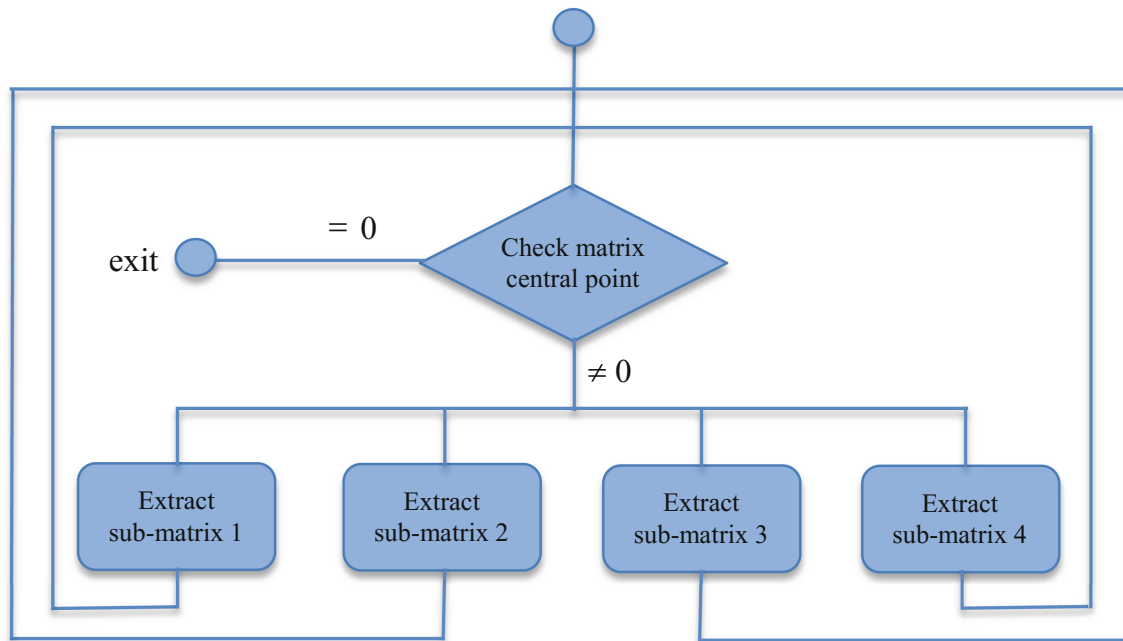 = 0
exit
Check matrix
central point
≠ 0
Extract
sub-matrix 1
Extract
sub-matrix 2
Extract
sub-matrix 3
Extract
sub-matrix 4